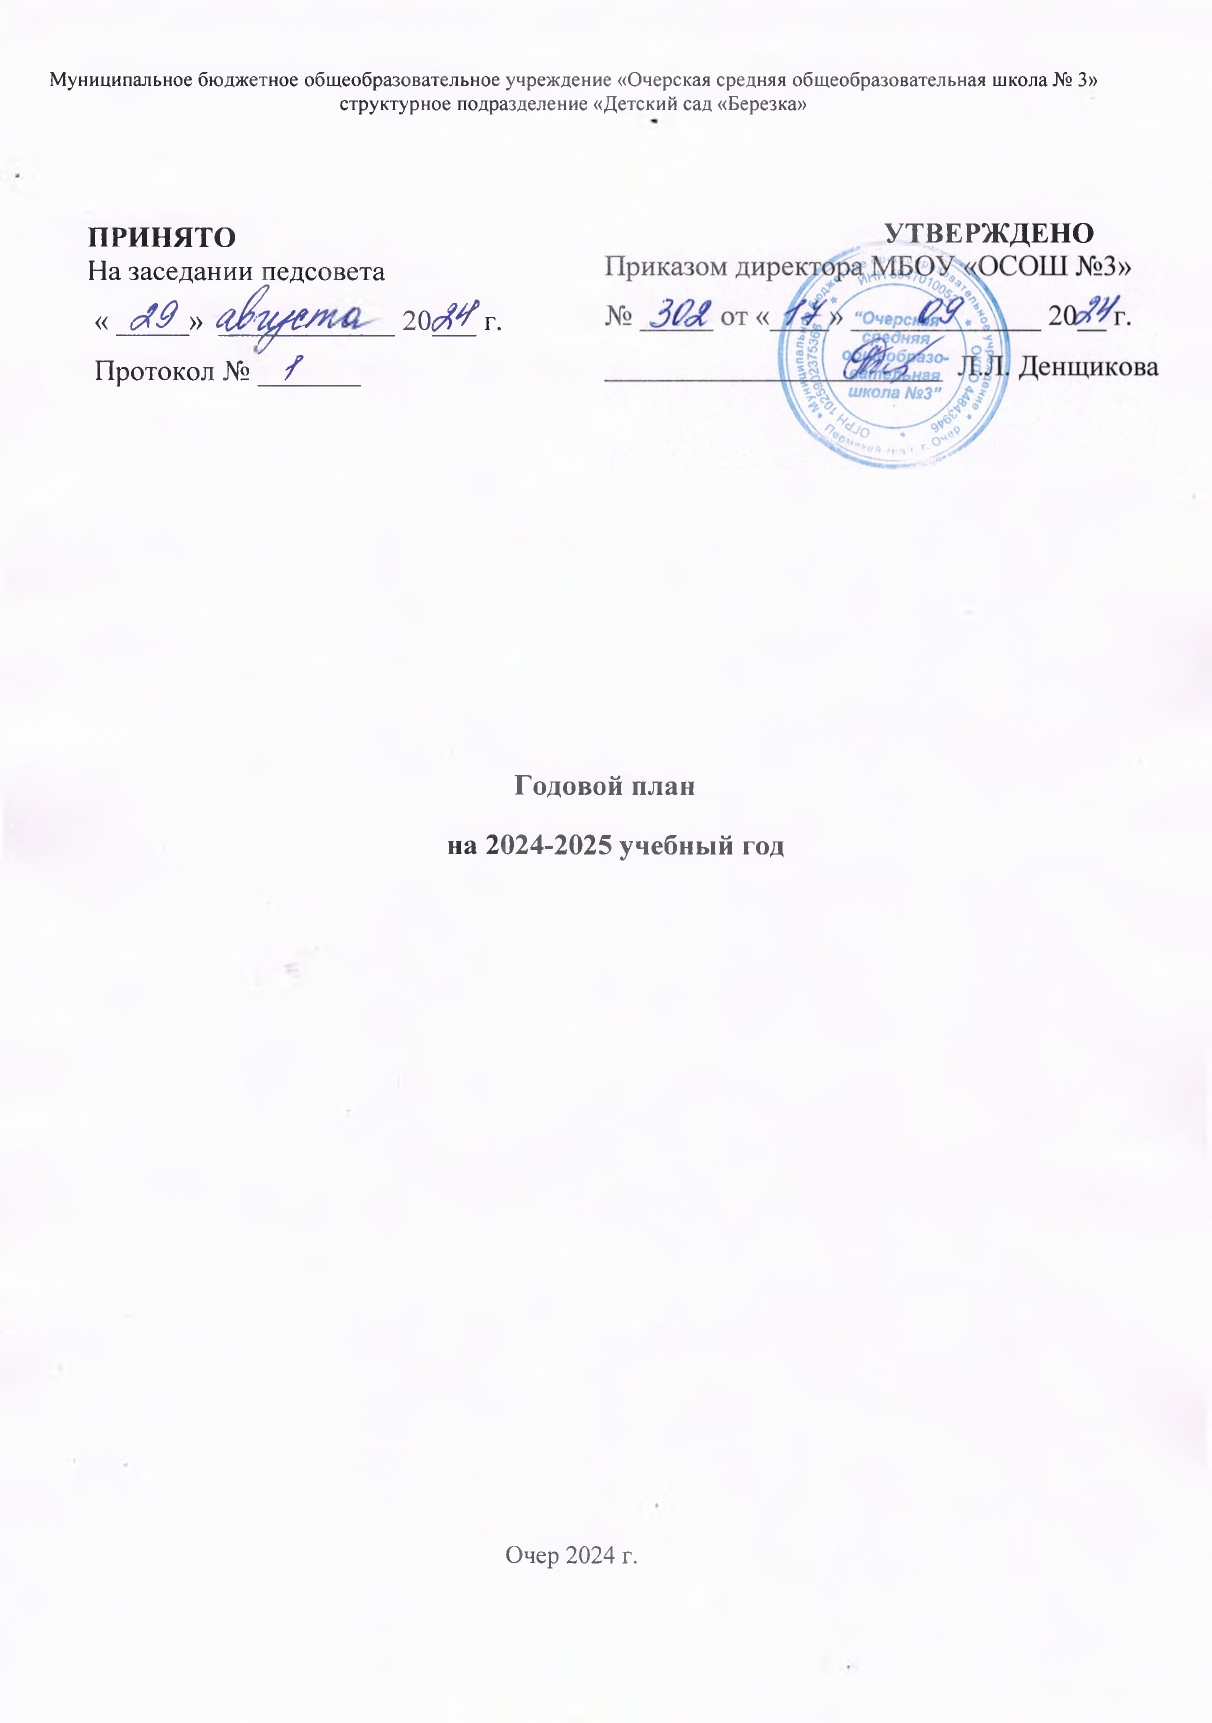 Муниципальное бюджетное общеобразовательное учреждение «Очерская средняя общеобразовательная школа № 3»
структурное подразделение «Детский сад «Березка»
ПРИНЯТО
На заседании педсовета
« 29 » августа 2024 г.
Протокол № 1
УТВЕРЖДЕНО
Приказом директора МБОУ «ОСОШ №3»
№ 302 от « 17 » 09 2024 г.
Л.Л. Денщикова
"Очерская
средняя
общеобразо-
вательная
школа №3"
ОГРН 1025902375368
Годовой план
на 2024-2025 учебный год
Очер 2024 г.